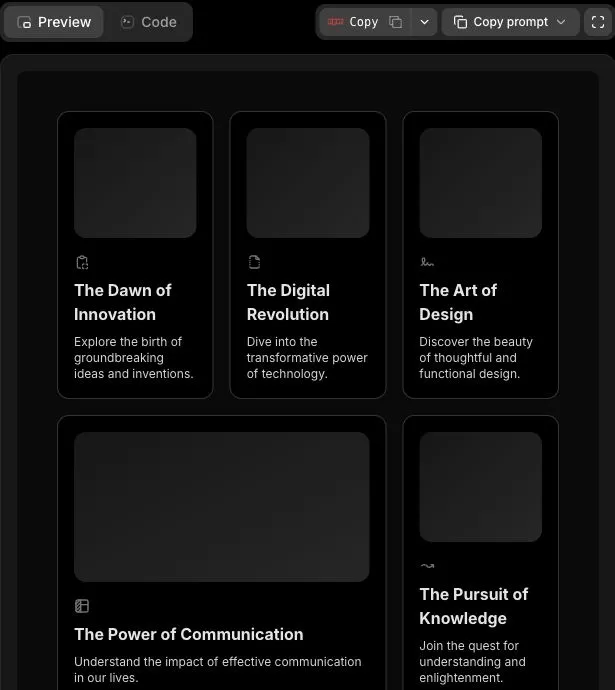 Preview
Code
Copy
Copy prompt
The Dawn of
Innovation
Explore the birth of
groundbreaking
ideas and inventions.
The Digital
Revolution
Dive into the
transformative power
of technology.
The Art of
Design
Discover the beauty
of thoughtful and
functional design.
The Power of Communication
Understand the impact of effective communication
in our lives.
The Pursuit of
Knowledge
Join the quest for
understanding and
enlightenment.